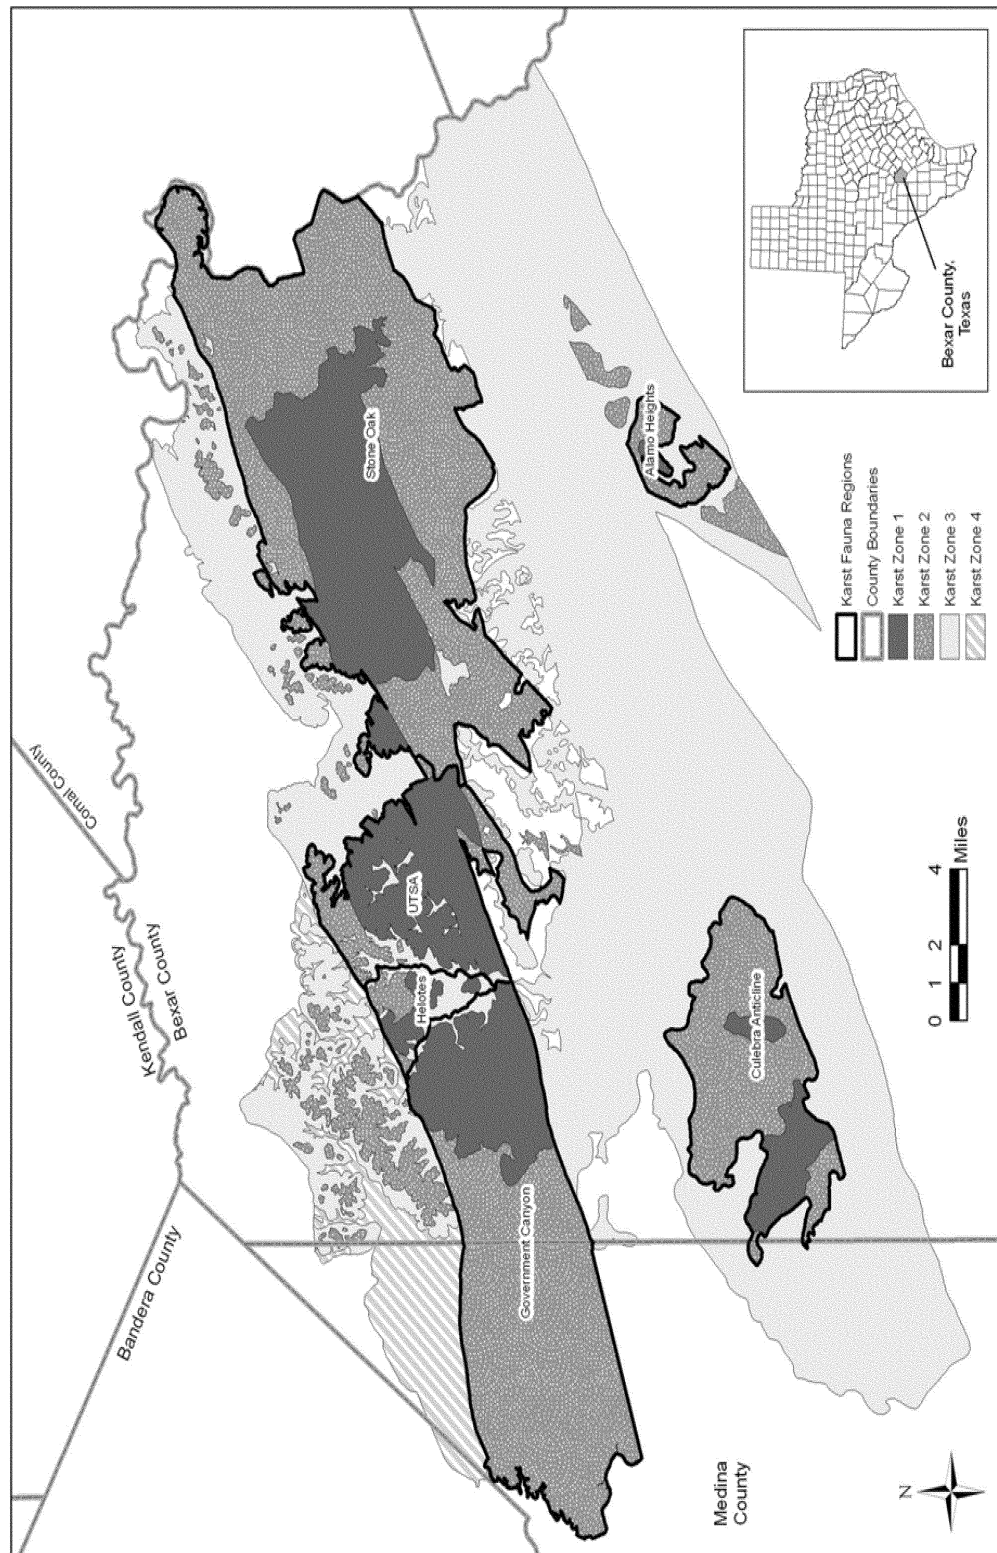 Comal County
Kendall County
Bexar County
Bandera County
Stone Oak
UTSA
Helotes
Government Canyon
Alamo Heights
Culebra Anticline
Medina
County
N
0 1 2 4
Miles
Karst Fauna Regions
County Boundaries
Karst Zone 1
Karst Zone 2
Karst Zone 3
Karst Zone 4
Bexar County,
Texas